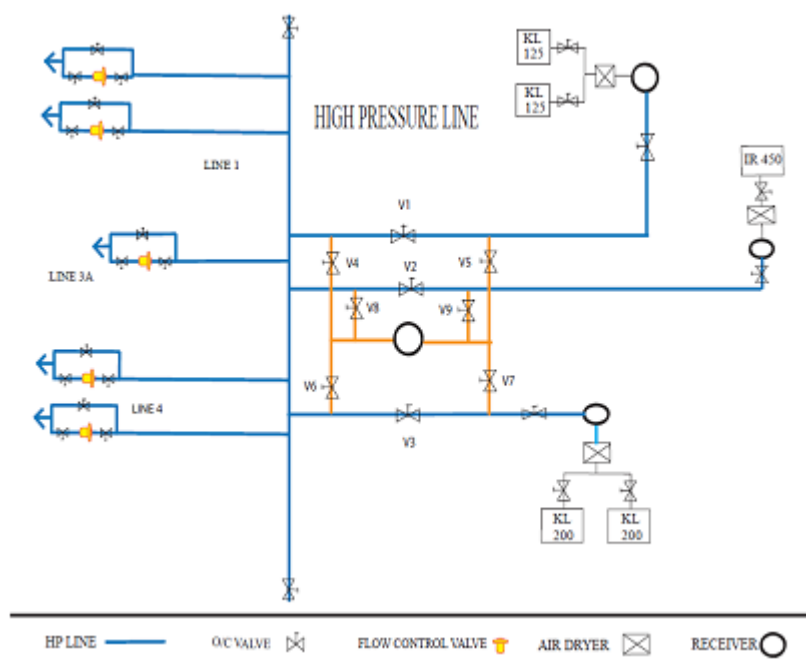 KL
125
KL
125
HIGH PRESSURE LINE
IR 450
LINE 1
V1
V4
V2
V5
LINE 3A
V8
V9
V6
V7
LINE 4
V3
KL
200
KL
200
HP LINE
O/C VALVE
FLOW CONTROL VALVE
AIR DRYER
RECEIVER